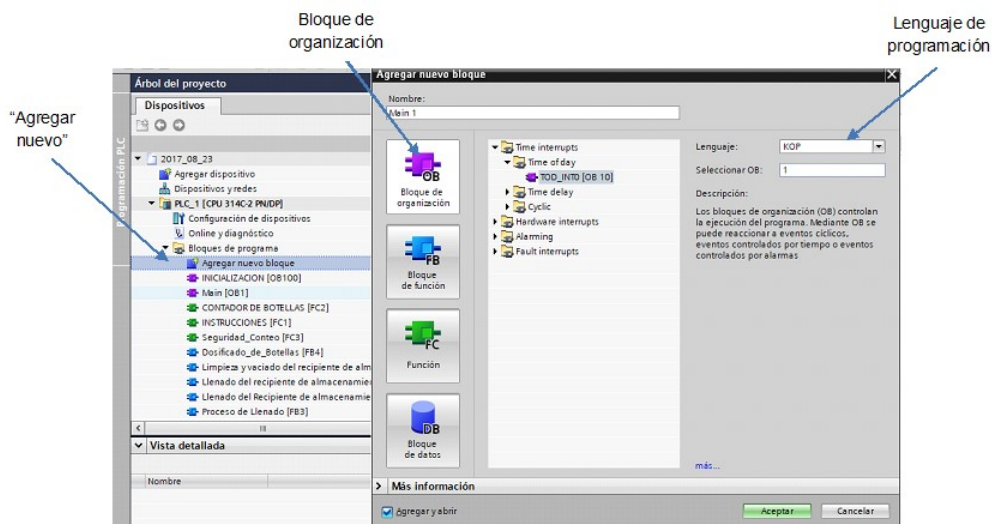 Bloque de
organización
Lenguaje de
programación
"Agregar
nuevo"
Programación PLC
Árbol del proyecto
Dispositivos
2017_08_23
Agregar dispositivo
Dispositivos y redes
PLC_1 [CPU 314C-2 PN/DP]
Configuración de dispositivos
Online y diagnóstico
Bloques de programa
Agregar nuevo bloque
INICIALIZACION [OB100]
Main [OB1]
CONTADOR DE BOTELLAS [FC2]
INSTRUCCIONES [FC1]
Seguridad_Conteo [FC3]
Dosificado_de_Botellas [FB4]
Limpieza y vaciado del recipiente de alm
Llenado del recipiente de almacenamie
Llenado del Recipiente de almacenamie
Proceso de Llenado [FB3]
Vista detallada
Nombre
Agregar nuevo bloque
Nombre:
Main 1
OB
Bloque de
organización
FB
Bloque
de función
FC
Función
DB
Bloque
de datos
Time interrupts
Time of day
TOD_INT0 [OB 10]
Time delay
Cyclic
Hardware interrupts
Alarming
Fault interrupts
Lenguaje:
KOP
Seleccionar OB:
1
Descripción:
Los bloques de organización (OB) controlan
la ejecución del programa. Mediante OB se
puede reaccionar a eventos cíclicos,
eventos controlados por tiempo o eventos
controlados por alarmas
más...
Más información
Agregar y abrir
Aceptar
Cancelar